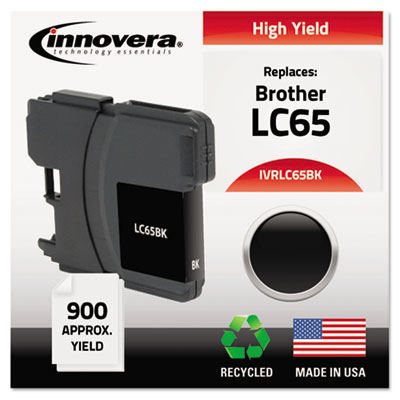 innovera
technology essentials
High Yield
Replaces:
Brother
LC65
IVRLC65BK
LC65BK
BK
900
APPROX.
YIELD
RECYCLED
MADE IN USA